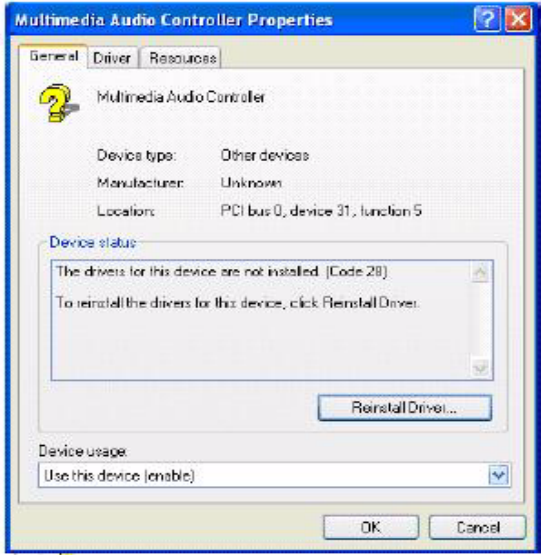 Multimedia Audio Controller Properties
General Driver Resources
Multimedia Audio Controller
Device type: Other devices
Manufacturer: Unknown
Location: PCI bus 0, device 31, function 5
Device status
The drivers for this device are not installed. (Code 28)
To reinstall the drivers for this device, click Reinstall Driver.
Reinstall Driver...
Device usage:
Use this device (enable)
OK Cancel